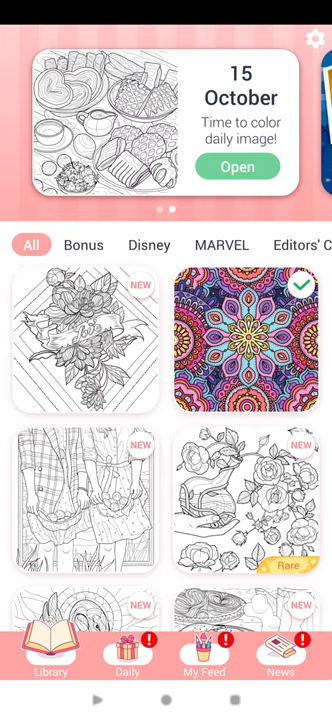 15
October
Time to color
daily image!
Open
All Bonus Disney MARVEL Editors' C
NEW
NEW
NEW
Rare
NEW
NEW
Library Daily My Feed News